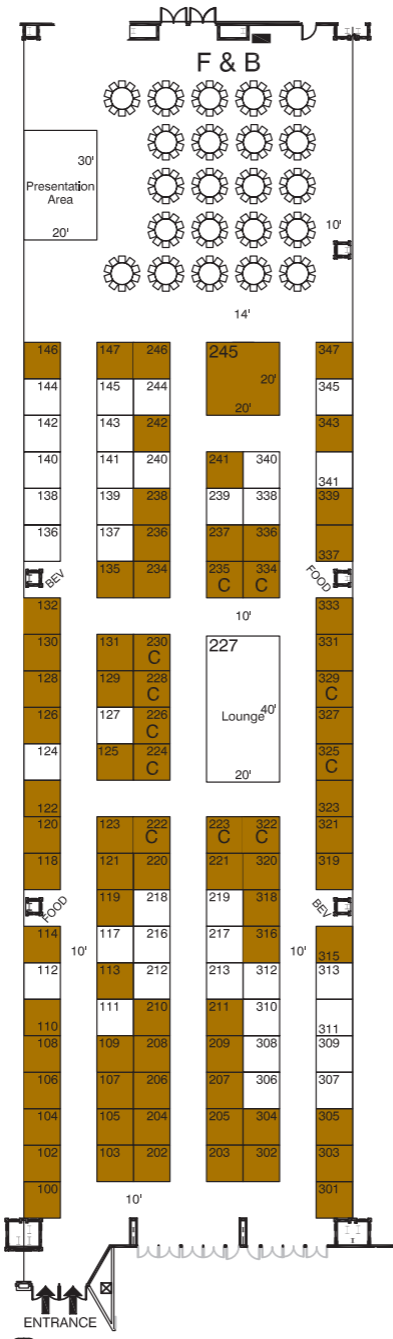 F & B
30'
Presentation
Area
20'
10'
14'
146 147 246 245 347
20'
144 145 244 345
20'
142 143 242 343
140 141 240 241 340 341
138 139 238 239 338 339
136 137 236 237 336 337
BEV 135 234 235 334 FOOD
C C
132 10' 333
130 131 230 227 331
C
128 129 228 329
C C
126 127 226 Lounge 40' 327
C
124 125 224 325
C C
122 20' 323
120 123 222 223 322 321
C C C
118 121 220 221 320 319
FOOD 119 218 219 318 BEV
114 10' 117 216 217 316 10' 315
112 113 212 213 312 313
110 111 210 211 310 311
108 109 208 209 308 309
106 107 206 207 306 307
104 105 204 205 304 305
102 103 202 203 302 303
100 10' 301
ENTRANCE